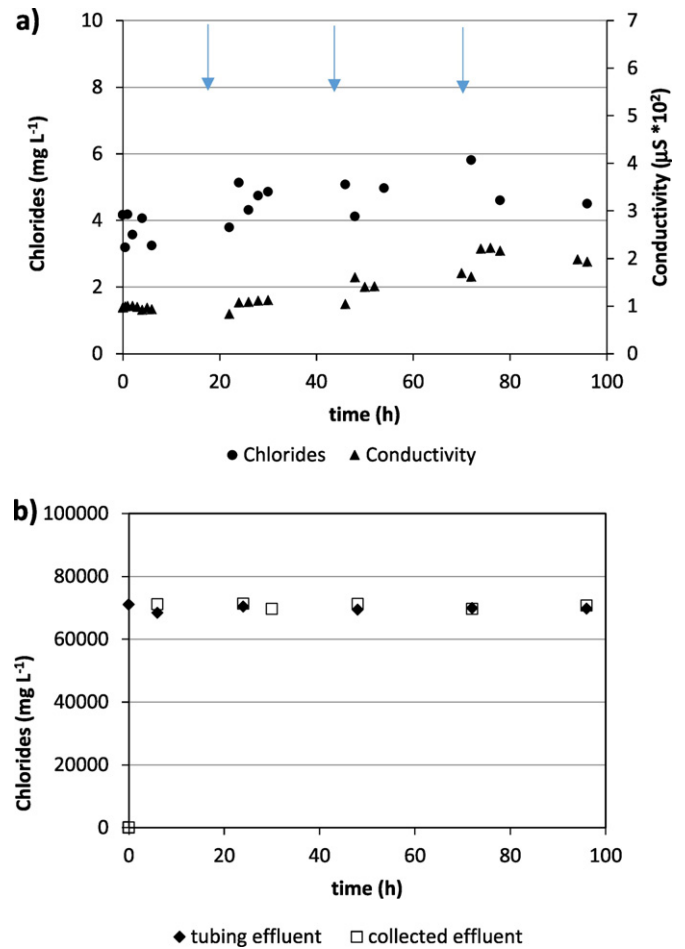 a)
10
8
6
4
2
0
Chlorides (mg L-1)
7
6
5
4
3
2
1
0
Conductivity (µS *10²)
0 20 40 60 80 100
time (h)
● Chlorides ▲ Conductivity
b)
100000
80000
60000
40000
20000
0
Chlorides (mg L-1)
0 20 40 60 80 100
time (h)
◆ tubing effluent □ collected effluent